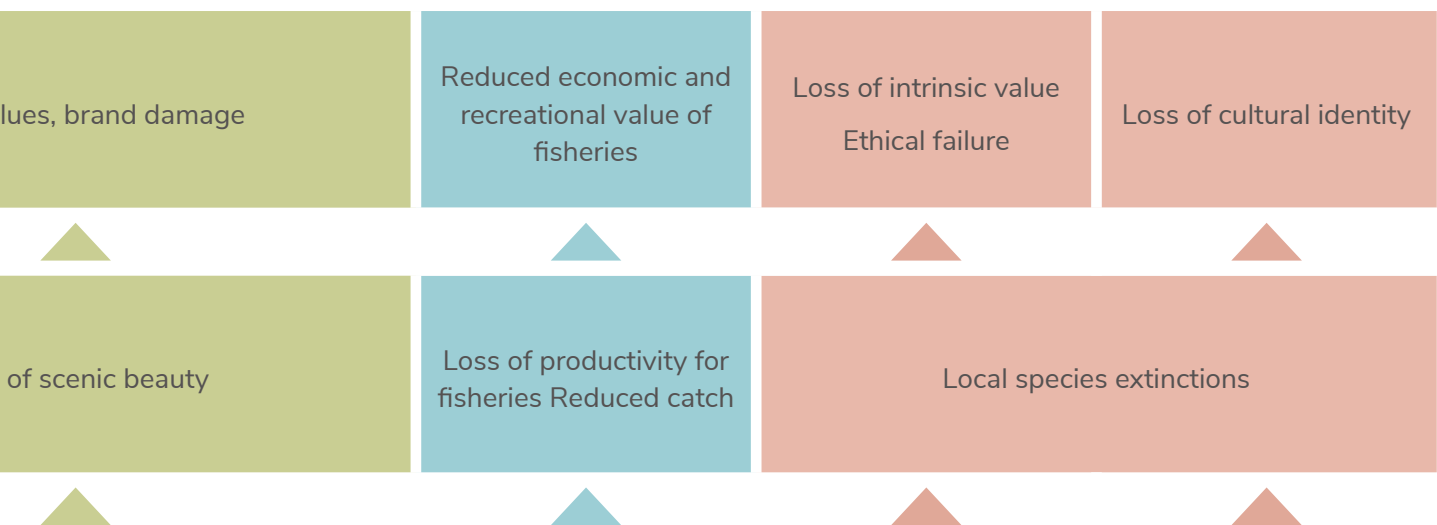 lues, brand damage
Reduced economic and
recreational value of
fisheries
Loss of intrinsic value
Ethical failure
Loss of cultural identity
of scenic beauty
Loss of productivity for
fisheries Reduced catch
Local species extinctions